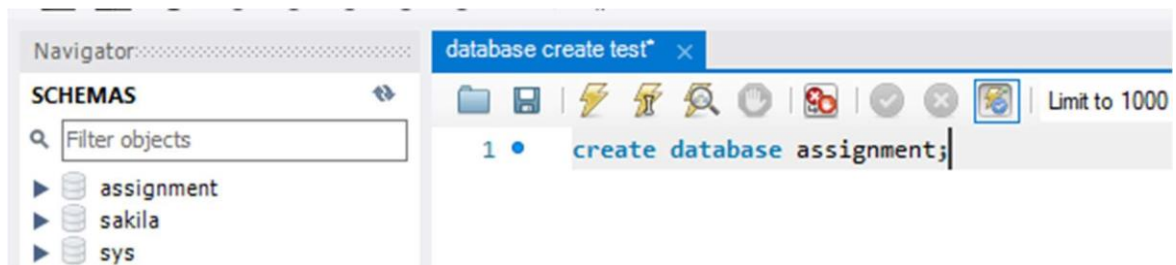 Navigator
SCHEMAS
Filter objects
assignment
sakila
sys
database create test*
Limit to 1000
1 create database assignment;